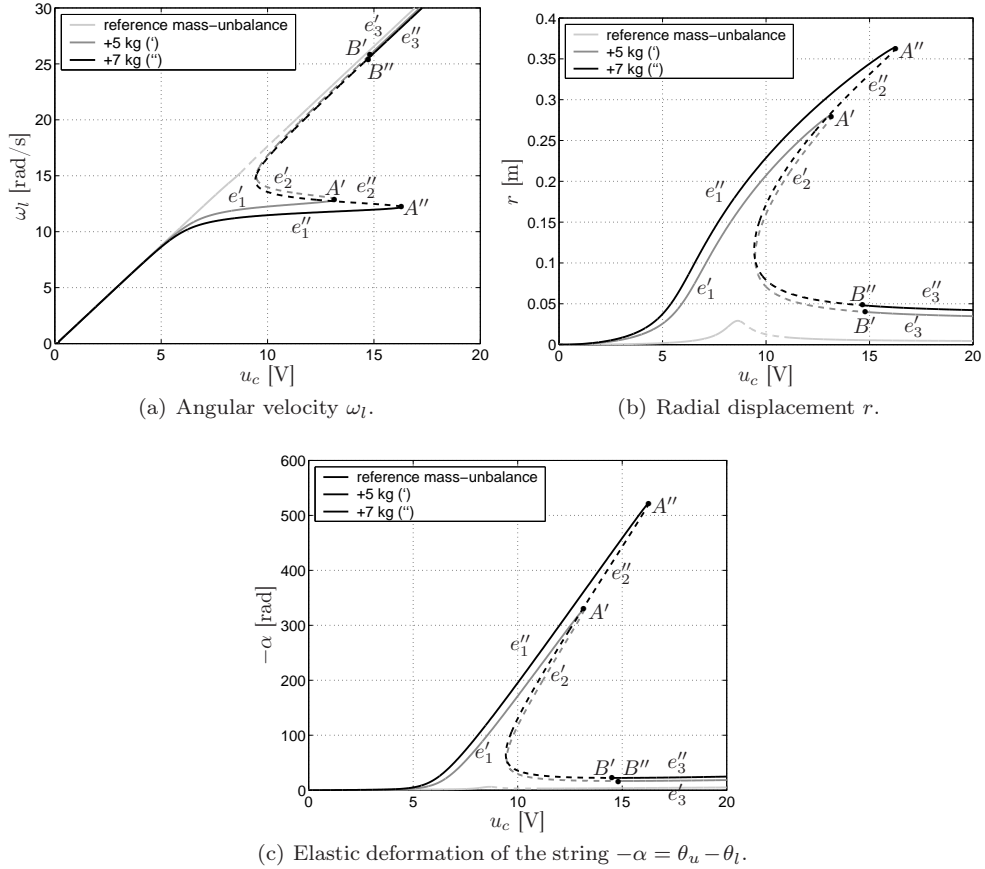 reference mass−unbalance
+5 kg (‘)
+7 kg (“)
30
25
20
15
10
5
0
0 5 10 15 20
ω_l [rad/s]
u_c [V]
e′_3
e″_3
B′
B″
e′_1
e′_2
A′
e″_2
A″
e″_1
(a) Angular velocity ω_l.
reference mass−unbalance
+5 kg (‘)
+7 kg (“)
0.4
0.35
0.3
0.25
0.2
0.15
0.1
0.05
0
0 5 10 15 20
r [m]
u_c [V]
A″
e″_2
A′
e″_1
e′_2
e′_1
B″
e″_3
B′
e′_3
(b) Radial displacement r.
reference mass−unbalance
+5 kg (‘)
+7 kg (“)
600
500
400
300
200
100
0
0 5 10 15 20
−α [rad]
u_c [V]
A″
e″_2
A′
e″_1
e′_2
e′_1
B′ B″
e″_3
e′_3
(c) Elastic deformation of the string −α = θ_u − θ_l.